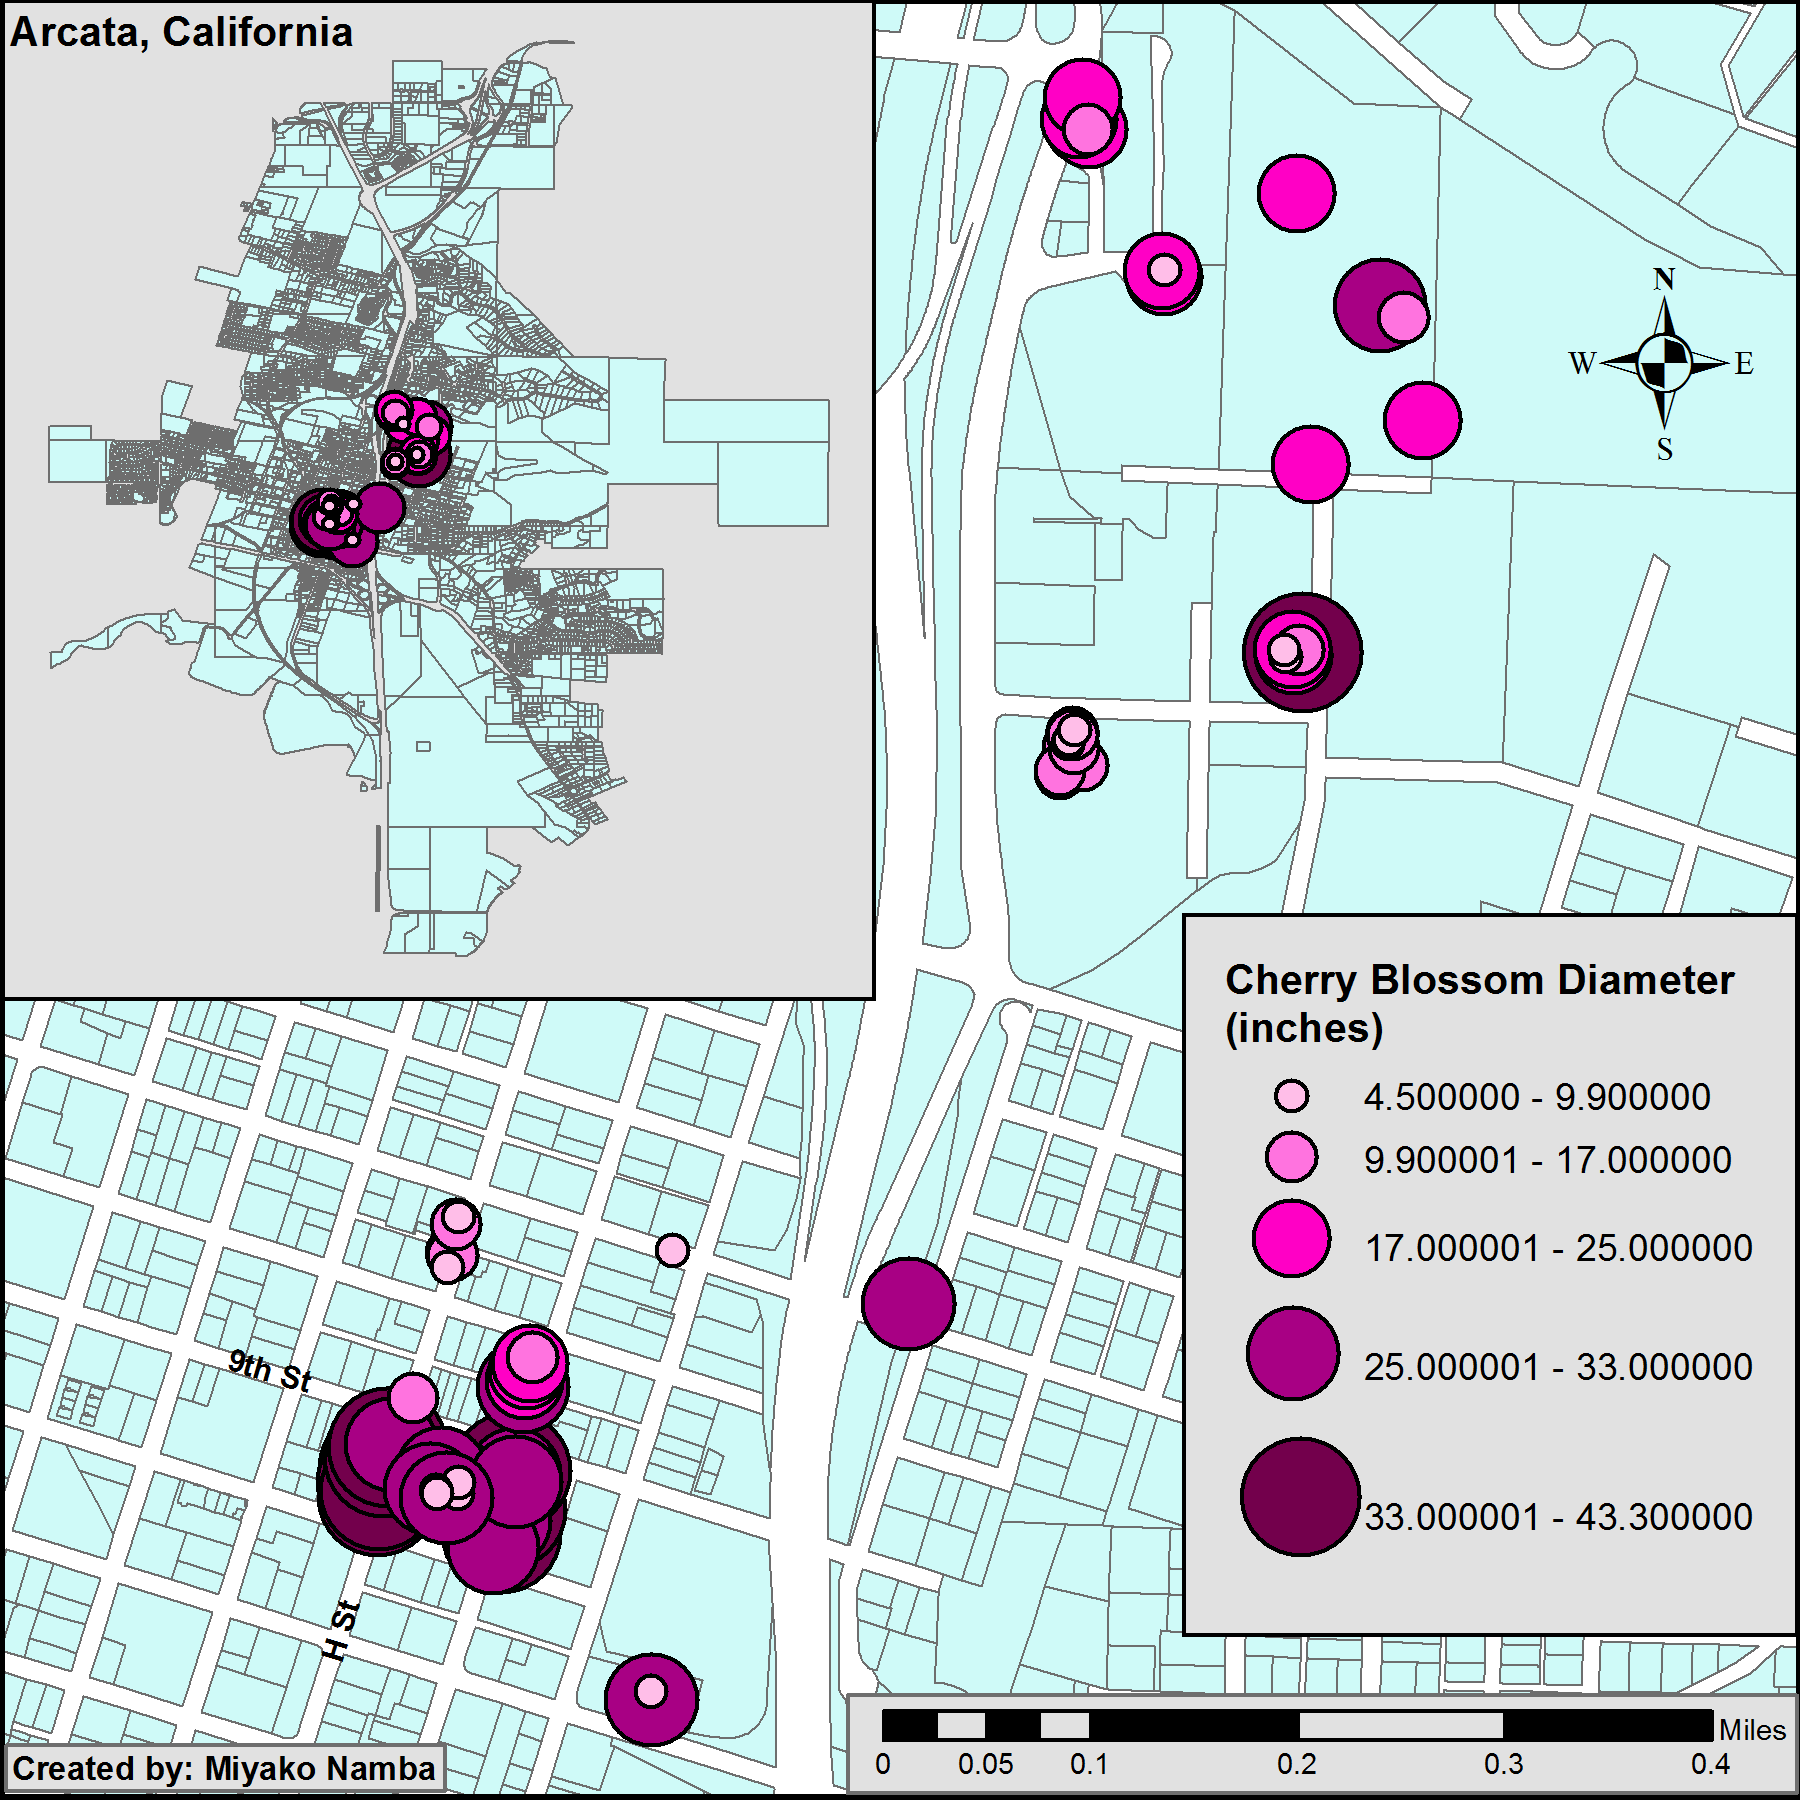 Arcata, California
N
W
E
S
Cherry Blossom Diameter
(inches)
4.500000 - 9.900000
9.900001 - 17.000000
17.000001 - 25.000000
25.000001 - 33.000000
33.000001 - 43.300000
9th St
H St
Miles
0 0.05 0.1 0.2 0.3 0.4
Created by: Miyako Namba